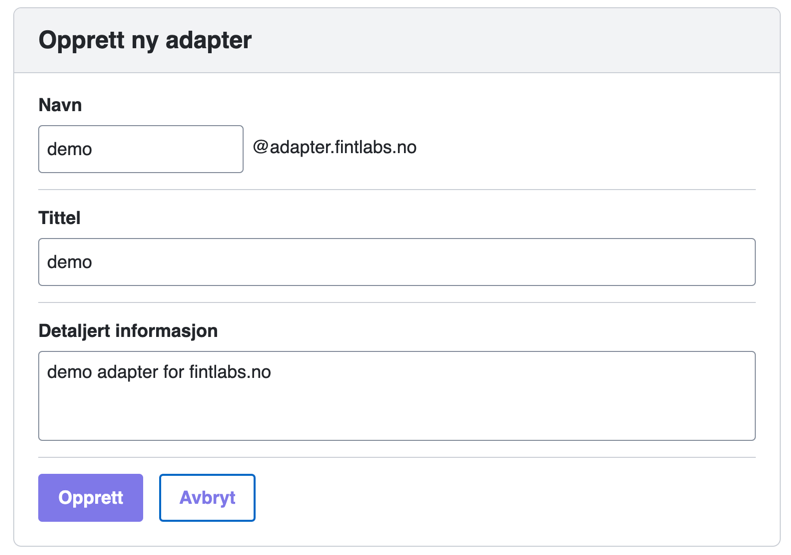 Opprett ny adapter
Navn
demo @adapter.fintlabs.no
Tittel
demo
Detaljert informasjon
demo adapter for fintlabs.no
Opprett Avbryt